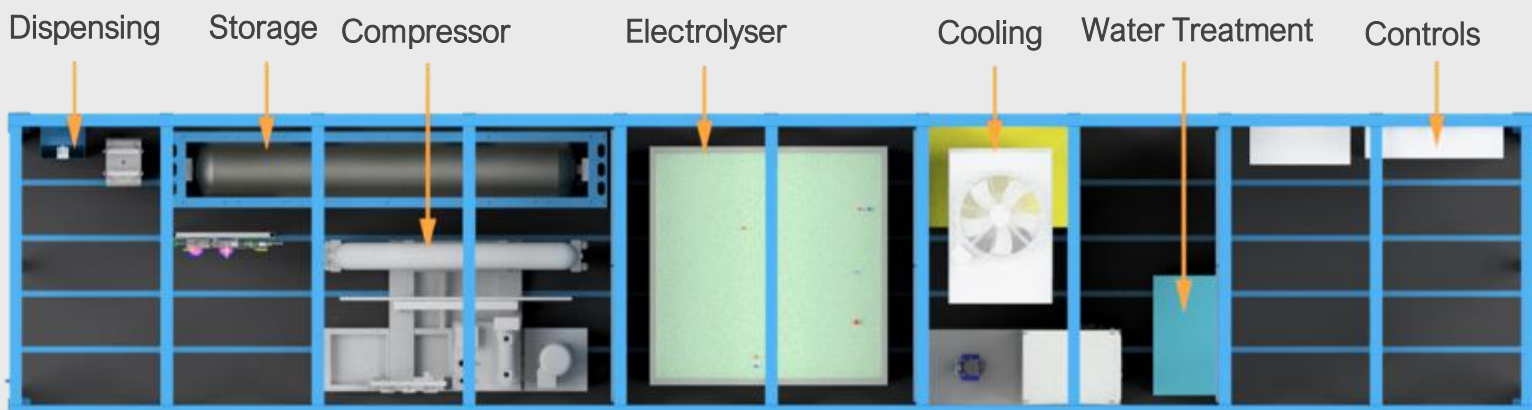 Dispensing
Storage
Compressor
Electrolyser
Cooling
Water Treatment
Controls